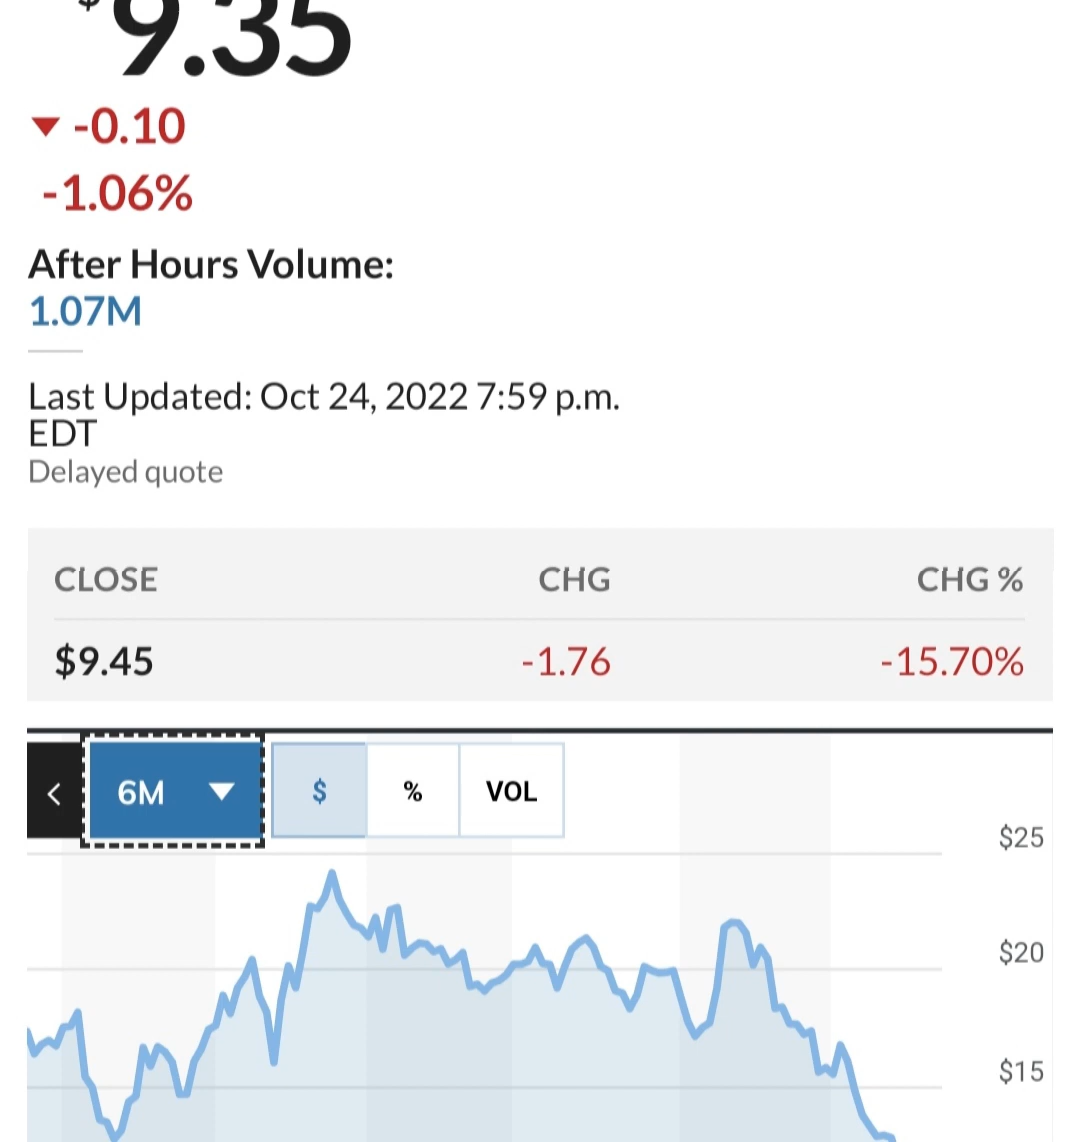 $9.35
-0.10
-1.06%
After Hours Volume:
1.07M
Last Updated: Oct 24, 2022 7:59 p.m.
EDT
Delayed quote
CLOSE CHG CHG %
$9.45 -1.76 -15.70%
6M $ % VOL
$25
$20
$15